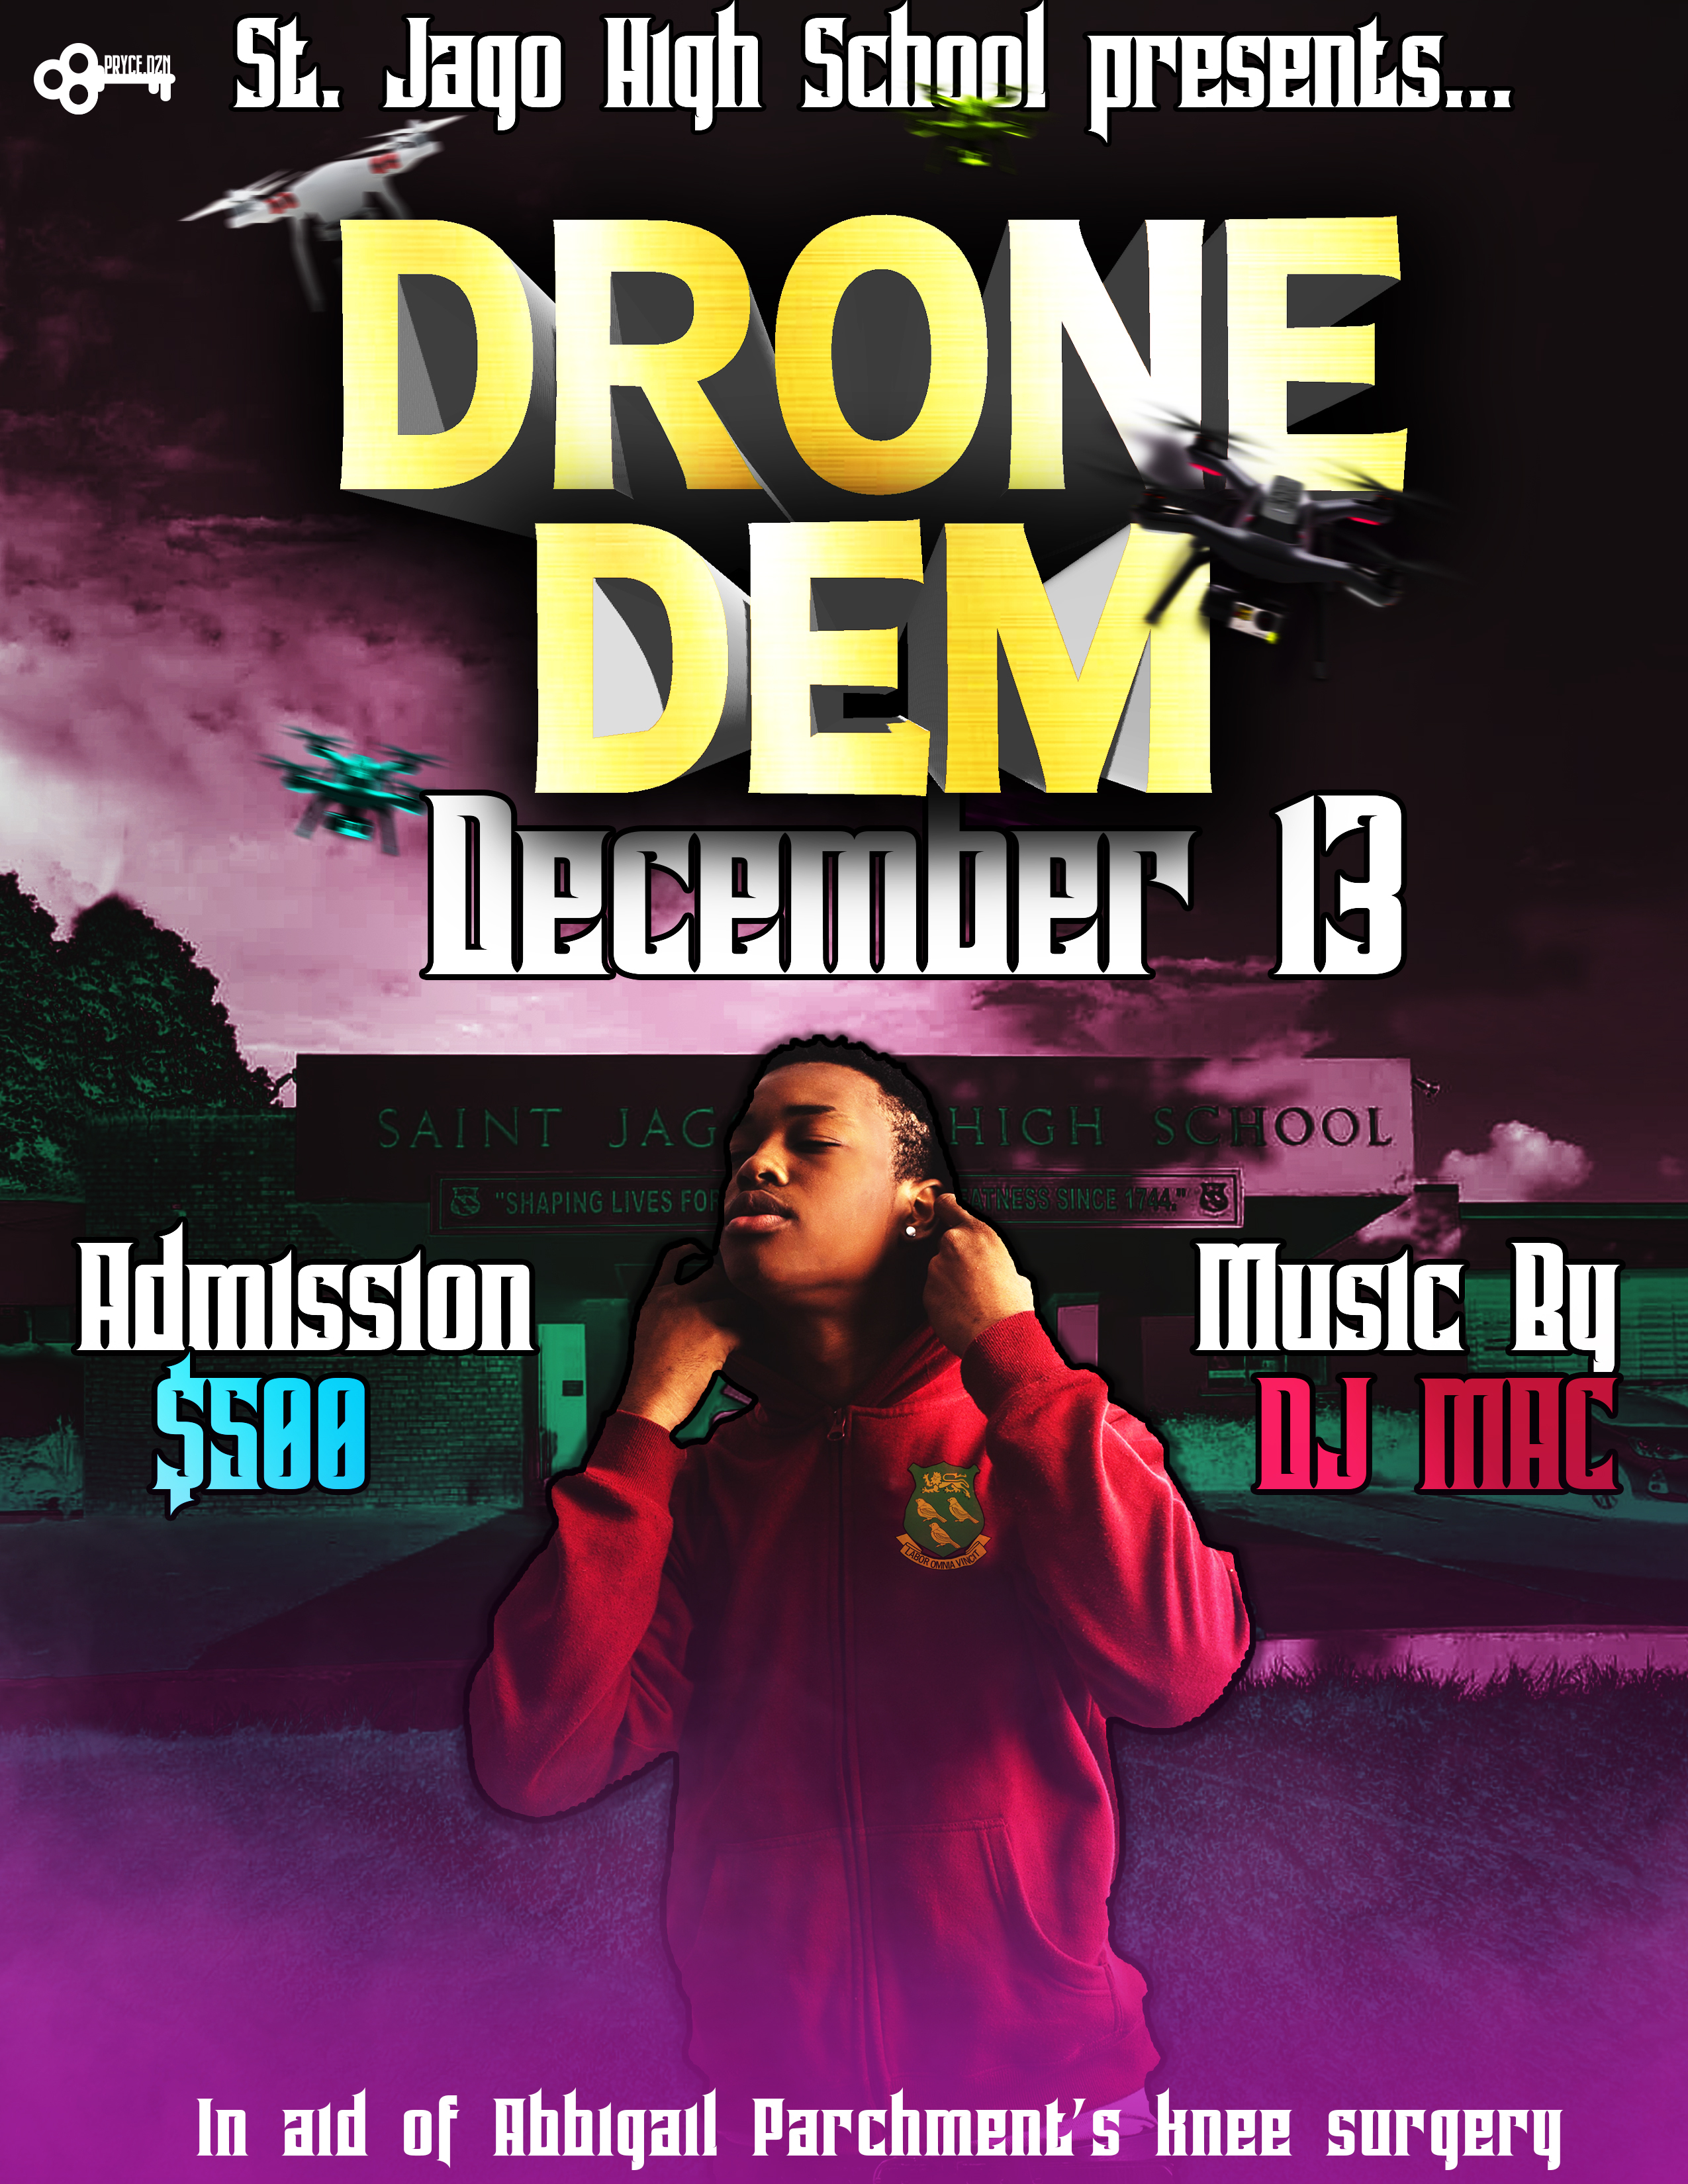 PRYCE.DZN
St. Jago High School presents...
DRONE
DEM
December 13
SAINT JAG HIGH SCHOOL
"SHAPING LIVES FOR ATNESS SINCE 1744."
Admission
$500
Music By
DJ MAC
LABOR OMNIA VINCIT
In aid of Abbigail Parchment's knee surgery